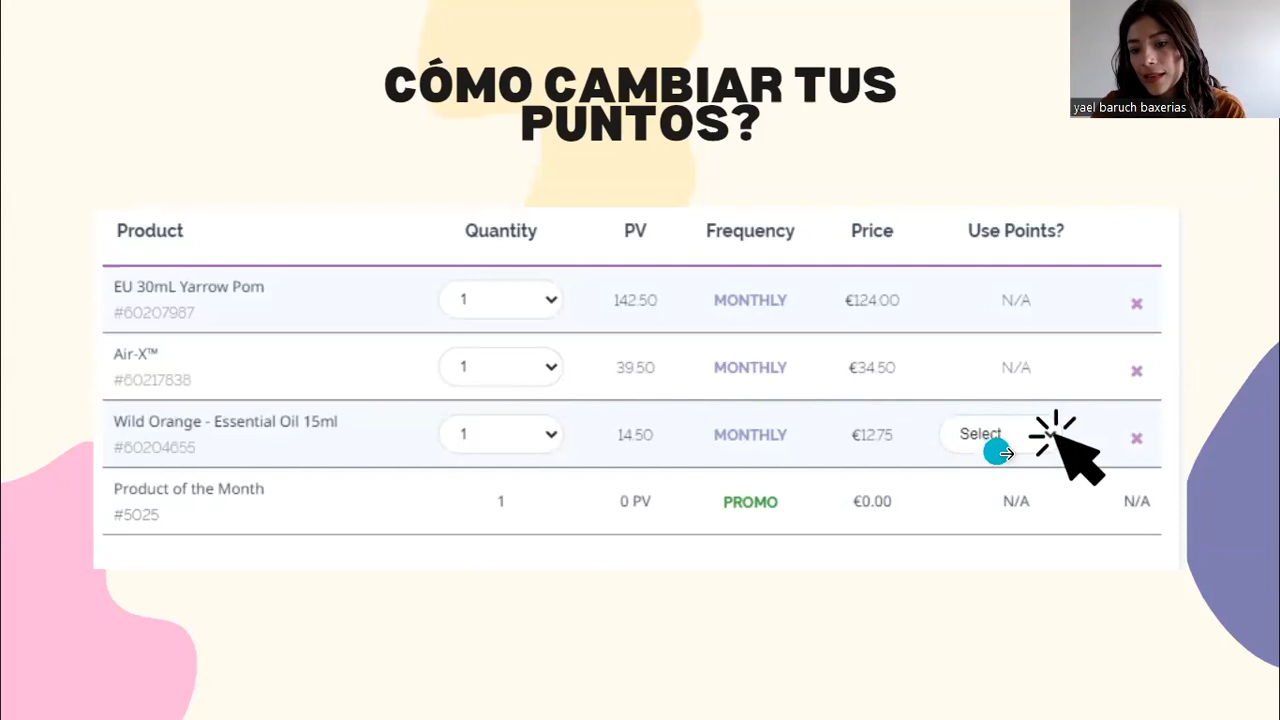 CÓMO CAMBIAR TUS
PUNTOS?
yael baruch baxerias
Product Quantity PV Frequency Price Use Points?
EU 30mL Yarrow Pom
#60207987
1 142.50 MONTHLY €124.00 N/A ×
Air-X™
#60217838
1 39.50 MONTHLY €34.50 N/A ×
Wild Orange - Essential Oil 15ml
#60204655
1 14.50 MONTHLY €12.75 Select ×
Product of the Month
#5025
1 0 PV PROMO €0.00 N/A N/A